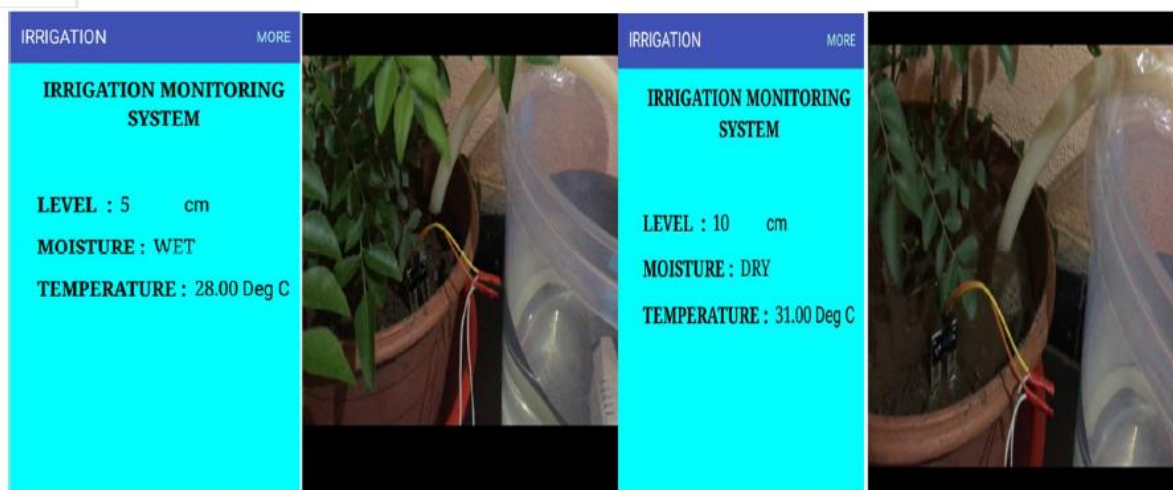 IRRIGATION MORE
IRRIGATION MONITORING
SYSTEM
LEVEL : 5 cm
MOISTURE : WET
TEMPERATURE : 28.00 Deg C
IRRIGATION MORE
IRRIGATION MONITORING
SYSTEM
LEVEL : 10 cm
MOISTURE : DRY
TEMPERATURE : 31.00 Deg C